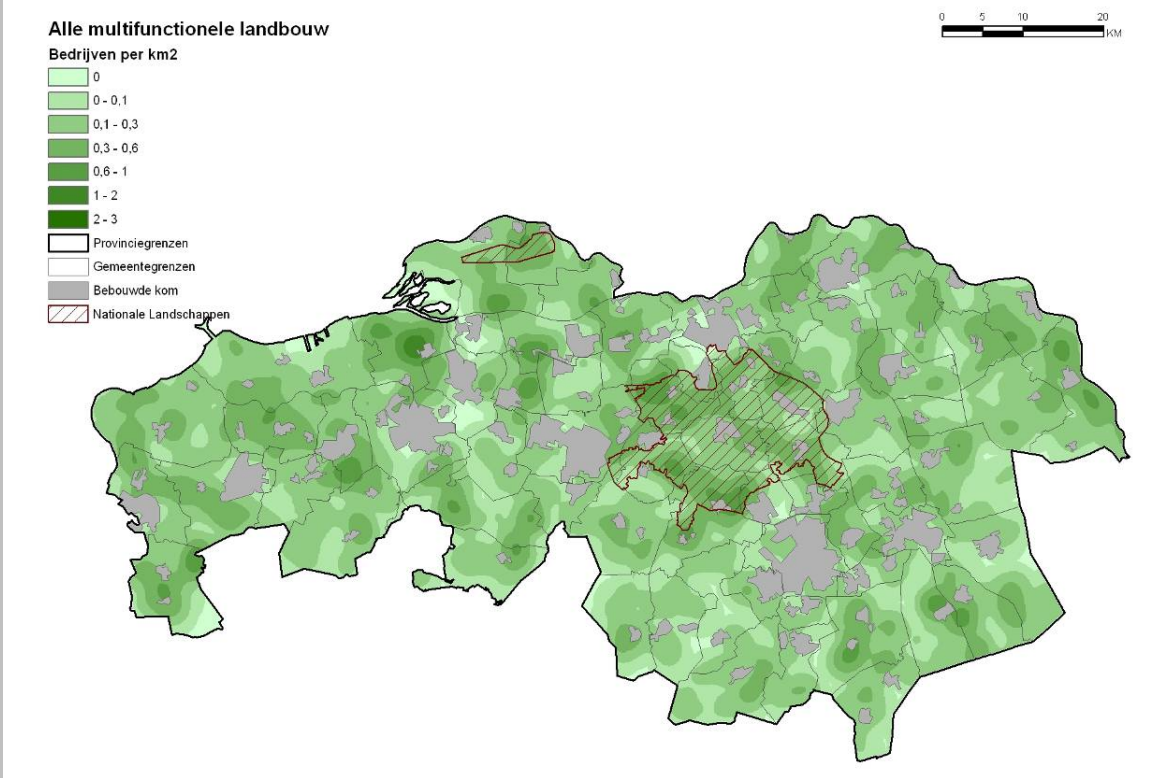 Alle multifunctionele landbouw
Bedrijven per km2
0
0 - 0,1
0,1 - 0,3
0,3 - 0,6
0,6 - 1
1 - 2
2 - 3
Provinciegrenzen
Gemeentegrenzen
Bebouwde kom
Nationale Landschappen
0 5 10 20
KM